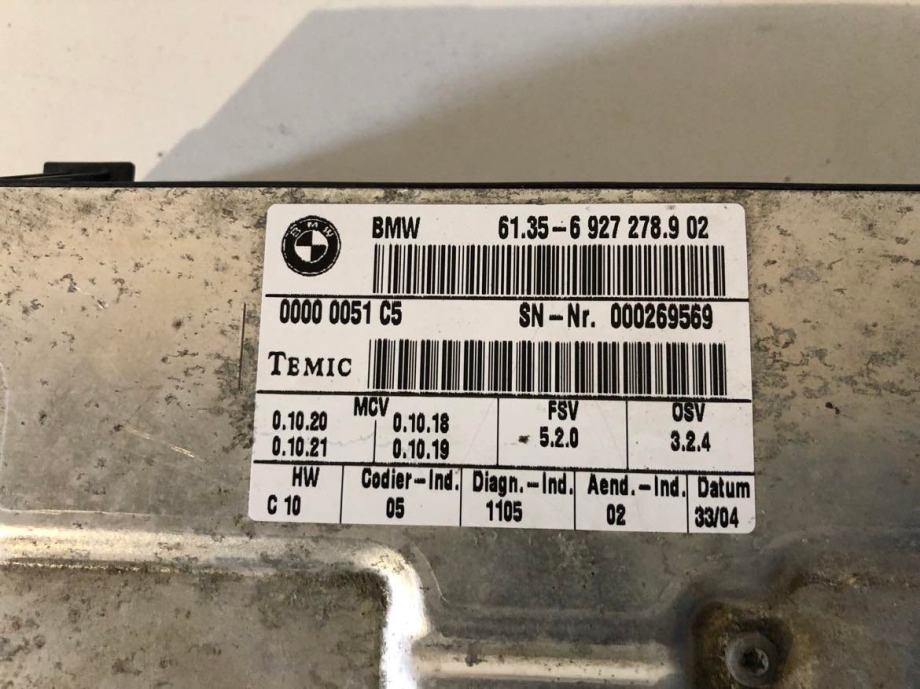 BMW
BMW 61.35-6 927 278.9 02
0000 0051 C5 SN-Nr. 000269569
TEMIC
MCV FSV OSV
0.10.20 0.10.18 5.2.0 3.2.4
0.10.21 0.10.19
HW Codier-Ind. Diagn.-Ind. Aend.-Ind. Datum
C 10 05 1105 02 33/04